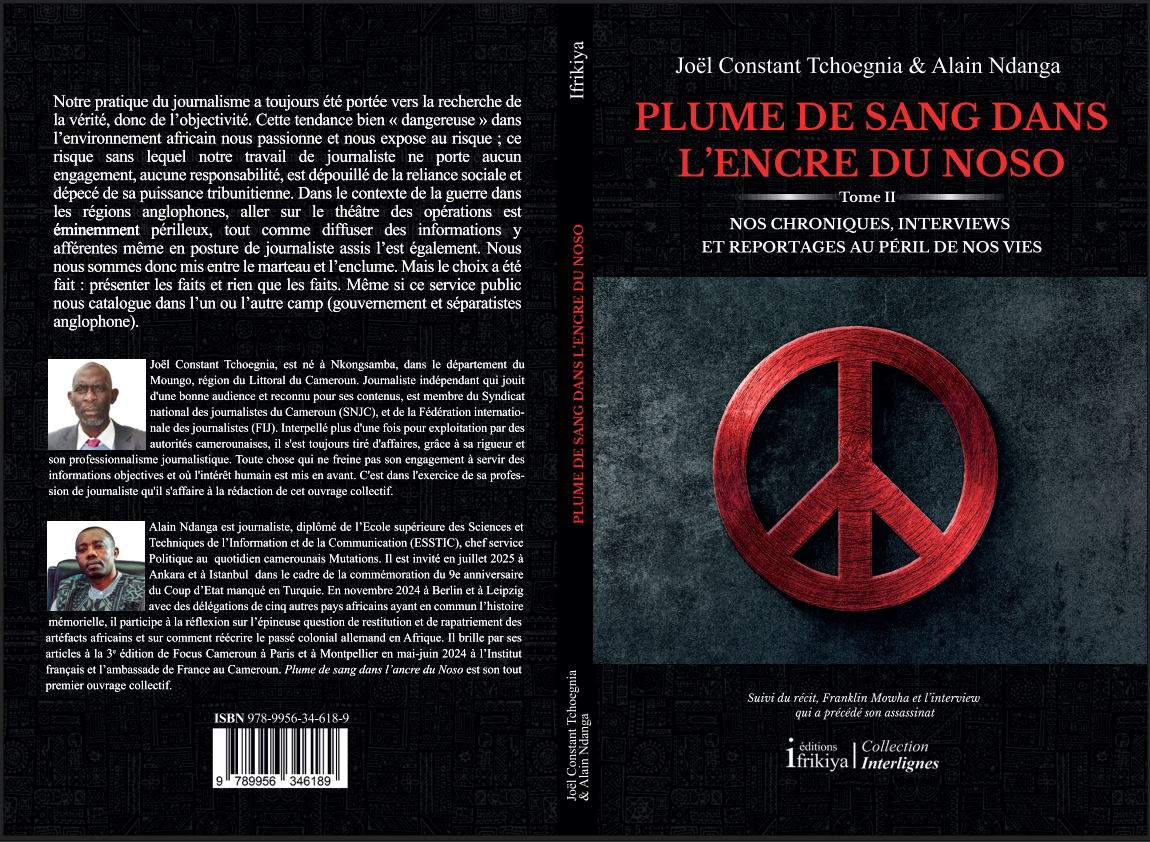 Notre pratique du journalisme a toujours été portée vers la recherche de
la vérité, donc de l’objectivité. Cette tendance bien « dangereuse » dans
l’environnement africain nous passionne et nous expose au risque ; ce
risque sans lequel notre travail de journaliste ne porte aucun
engagement, aucune responsabilité, est dépouillé de la reliance sociale et
dépecé de sa puissance tribunitienne. Dans le contexte de la guerre dans
les régions anglophones, aller sur le théâtre des opérations est
éminemment périlleux, tout comme diffuser des informations y
afférentes même en posture de journaliste assis l’est également. Nous
nous sommes donc mis entre le marteau et l’enclume. Mais le choix a été
fait : présenter les faits et rien que les faits. Même si ce service public
nous catalogue dans l’un ou l’autre camp (gouvernement et séparatistes
anglophone).
Joël Constant Tchoegnia, est né à Nkongsamba, dans le département du
Moungo, région du Littoral du Cameroun. Journaliste indépendant qui jouit
d'une bonne audience et reconnu pour ses contenus, est membre du Syndicat
national des journalistes du Cameroun (SNJC), et de la Fédération internatio-
nale des journalistes (FIJ). Interpellé plus d'une fois pour exploitation par des
autorités camerounaises, il s'est toujours tiré d'affaires, grâce à sa rigueur et
son professionnalisme journalistique. Toute chose qui ne freine pas son engagement à servir des
informations objectives et où l'intérêt humain est mis en avant. C'est dans l'exercice de sa profes-
sion de journaliste qu'il s'affaire à la rédaction de cet ouvrage collectif.
Alain Ndanga est journaliste, diplômé de l’Ecole supérieure des Sciences et
Techniques de l’Information et de la Communication (ESSTIC), chef service
Politique au quotidien camerounais Mutations. Il est invité en juillet 2025 à
Ankara et à Istanbul dans le cadre de la commémoration du 9e anniversaire
du Coup d’Etat manqué en Turquie. En novembre 2024 à Berlin et à Leipzig
avec des délégations de cinq autres pays africains ayant en commun l’histoire
mémorielle, il participe à la réflexion sur l’épineuse question de restitution et de rapatriement des
artéfacts africains et sur comment réécrire le passé colonial allemand en Afrique. Il brille par ses
articles à la 3e édition de Focus Cameroun à Paris et à Montpellier en mai-juin 2024 à l’Institut
français et l’ambassade de France au Cameroun. Plume de sang dans l’ancre du Noso est son tout
premier ouvrage collectif.
ISBN 978-9956-34-618-9
9 789956 346189
Ifrikiya
PLUME DE SANG DANS L’ENCRE DU NOSO
Joël Constant Tchoegnia
& Alain Ndanga
Joël Constant Tchoegnia & Alain Ndanga
PLUME DE SANG DANS
L’ENCRE DU NOSO
Tome II
NOS CHRONIQUES, INTERVIEWS
ET REPORTAGES AU PÉRIL DE NOS VIES
Suivi du récit, Franklin Mowha et l’interview
qui a précédé son assassinat
éditions
ifrikiya
Collection
Interlignes